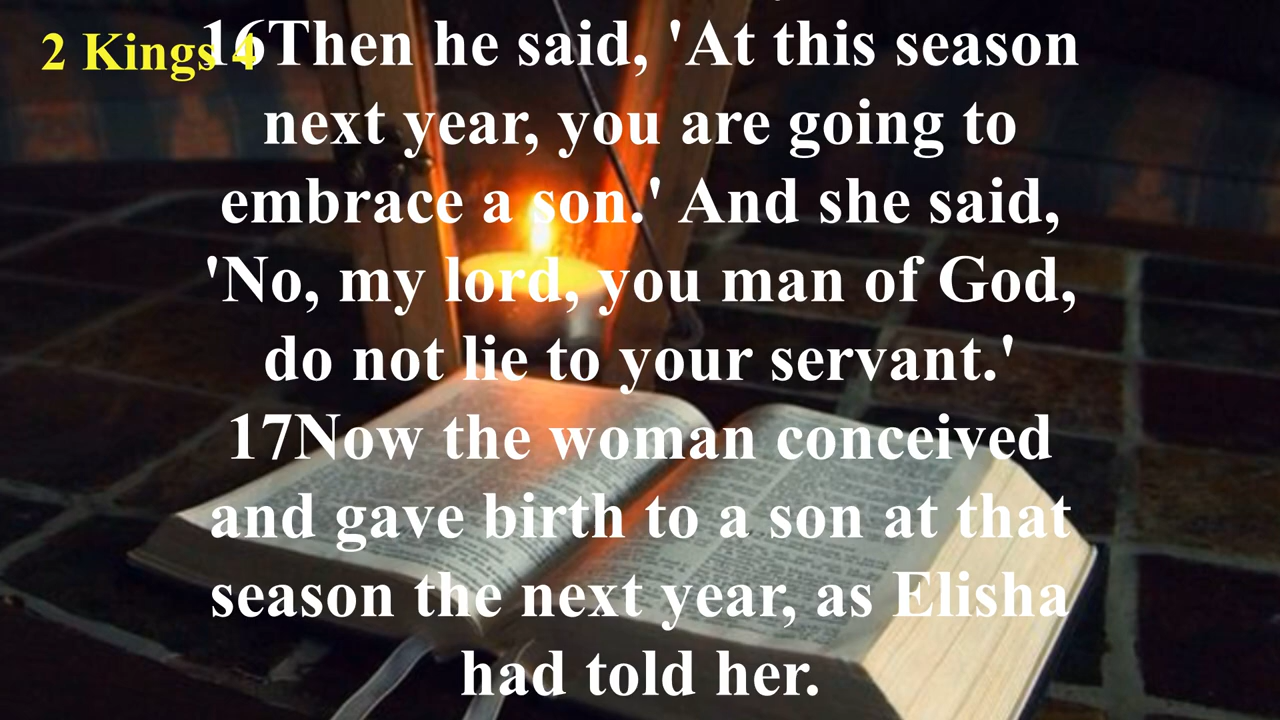 2 Kings 4
16Then he said, 'At this season
next year, you are going to
embrace a son.' And she said,
'No, my lord, you man of God,
do not lie to your servant.'
17Now the woman conceived
and gave birth to a son at that
season the next year, as Elisha
had told her.